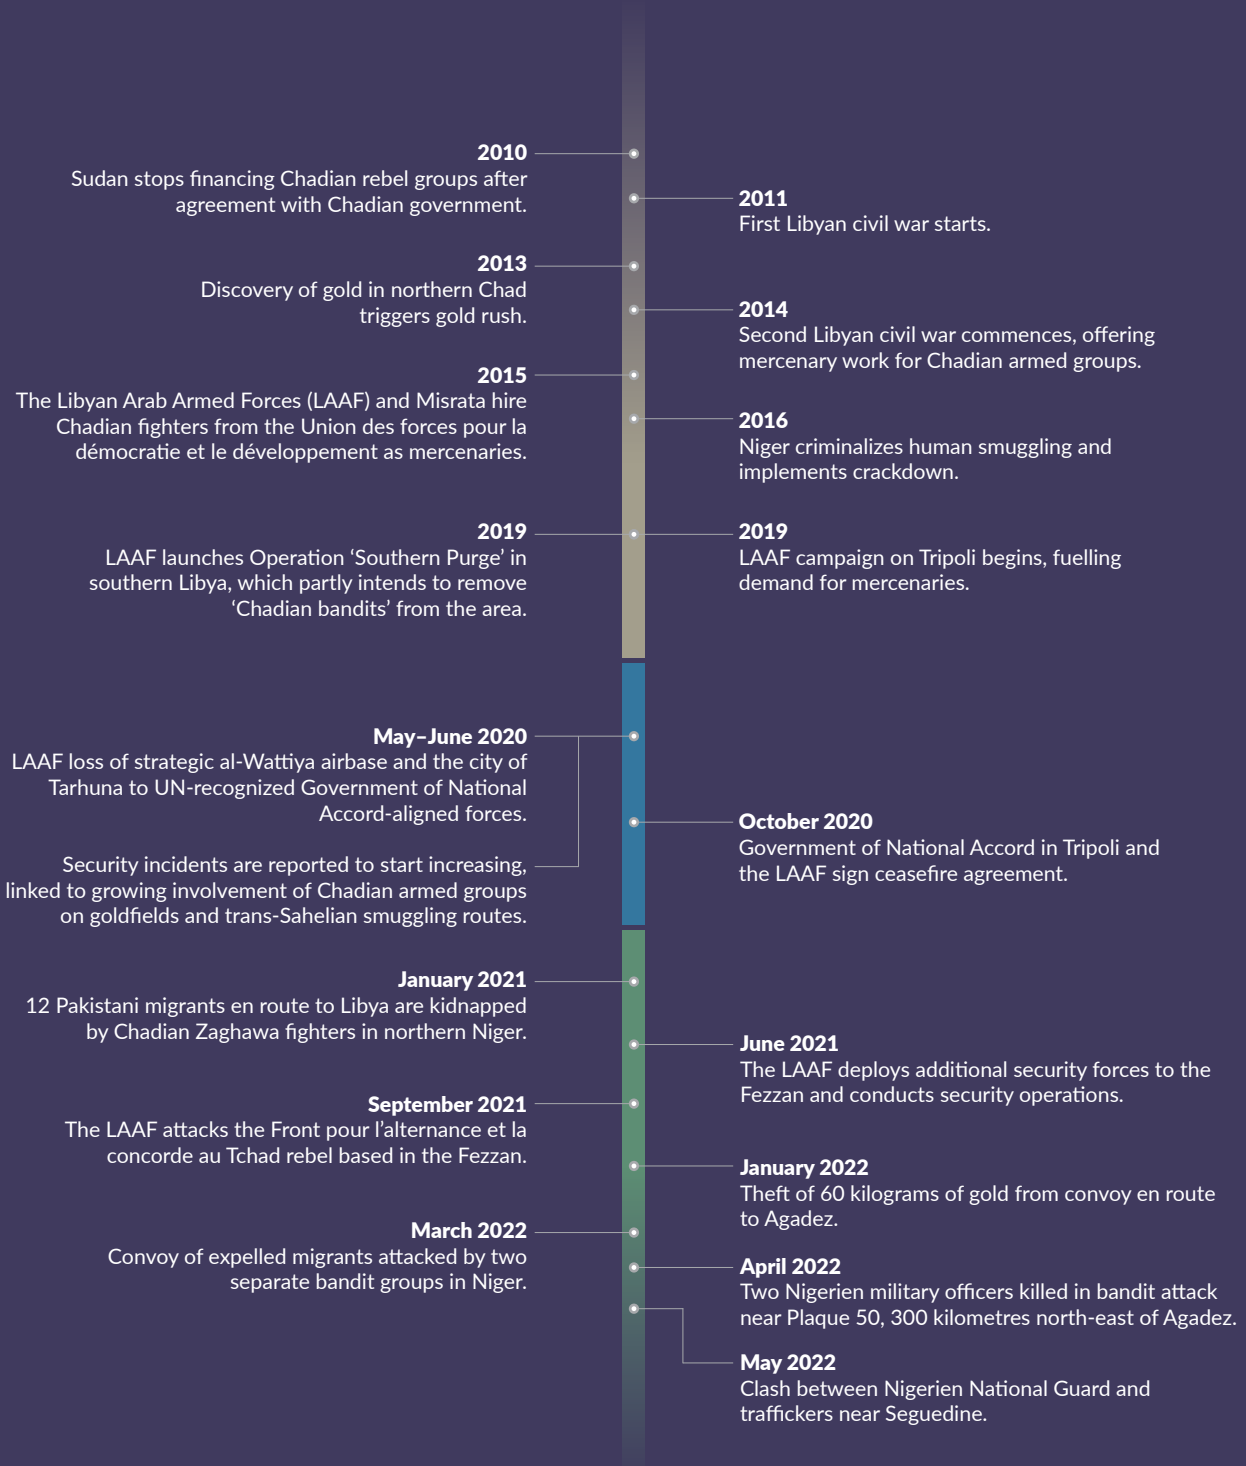 2010
Sudan stops financing Chadian rebel groups after
agreement with Chadian government.
2011
First Libyan civil war starts.
2013
Discovery of gold in northern Chad
triggers gold rush.
2014
Second Libyan civil war commences, offering
mercenary work for Chadian armed groups.
2015
The Libyan Arab Armed Forces (LAAF) and Misrata hire
Chadian fighters from the Union des forces pour la
démocratie et le développement as mercenaries.
2016
Niger criminalizes human smuggling and
implements crackdown.
2019
LAAF launches Operation ‘Southern Purge’ in
southern Libya, which partly intends to remove
‘Chadian bandits’ from the area.
2019
LAAF campaign on Tripoli begins, fuelling
demand for mercenaries.
May–June 2020
LAAF loss of strategic al-Wattiya airbase and the city of
Tarhuna to UN-recognized Government of National
Accord-aligned forces.
Security incidents are reported to start increasing,
linked to growing involvement of Chadian armed groups
on goldfields and trans-Sahelian smuggling routes.
October 2020
Government of National Accord in Tripoli and
the LAAF sign ceasefire agreement.
January 2021
12 Pakistani migrants en route to Libya are kidnapped
by Chadian Zaghawa fighters in northern Niger.
June 2021
The LAAF deploys additional security forces to the
Fezzan and conducts security operations.
September 2021
The LAAF attacks the Front pour l’alternance et la
concorde au Tchad rebel based in the Fezzan.
January 2022
Theft of 60 kilograms of gold from convoy en route
to Agadez.
March 2022
Convoy of expelled migrants attacked by two
separate bandit groups in Niger.
April 2022
Two Nigerien military officers killed in bandit attack
near Plaque 50, 300 kilometres north-east of Agadez.
May 2022
Clash between Nigerien National Guard and
traffickers near Seguedine.